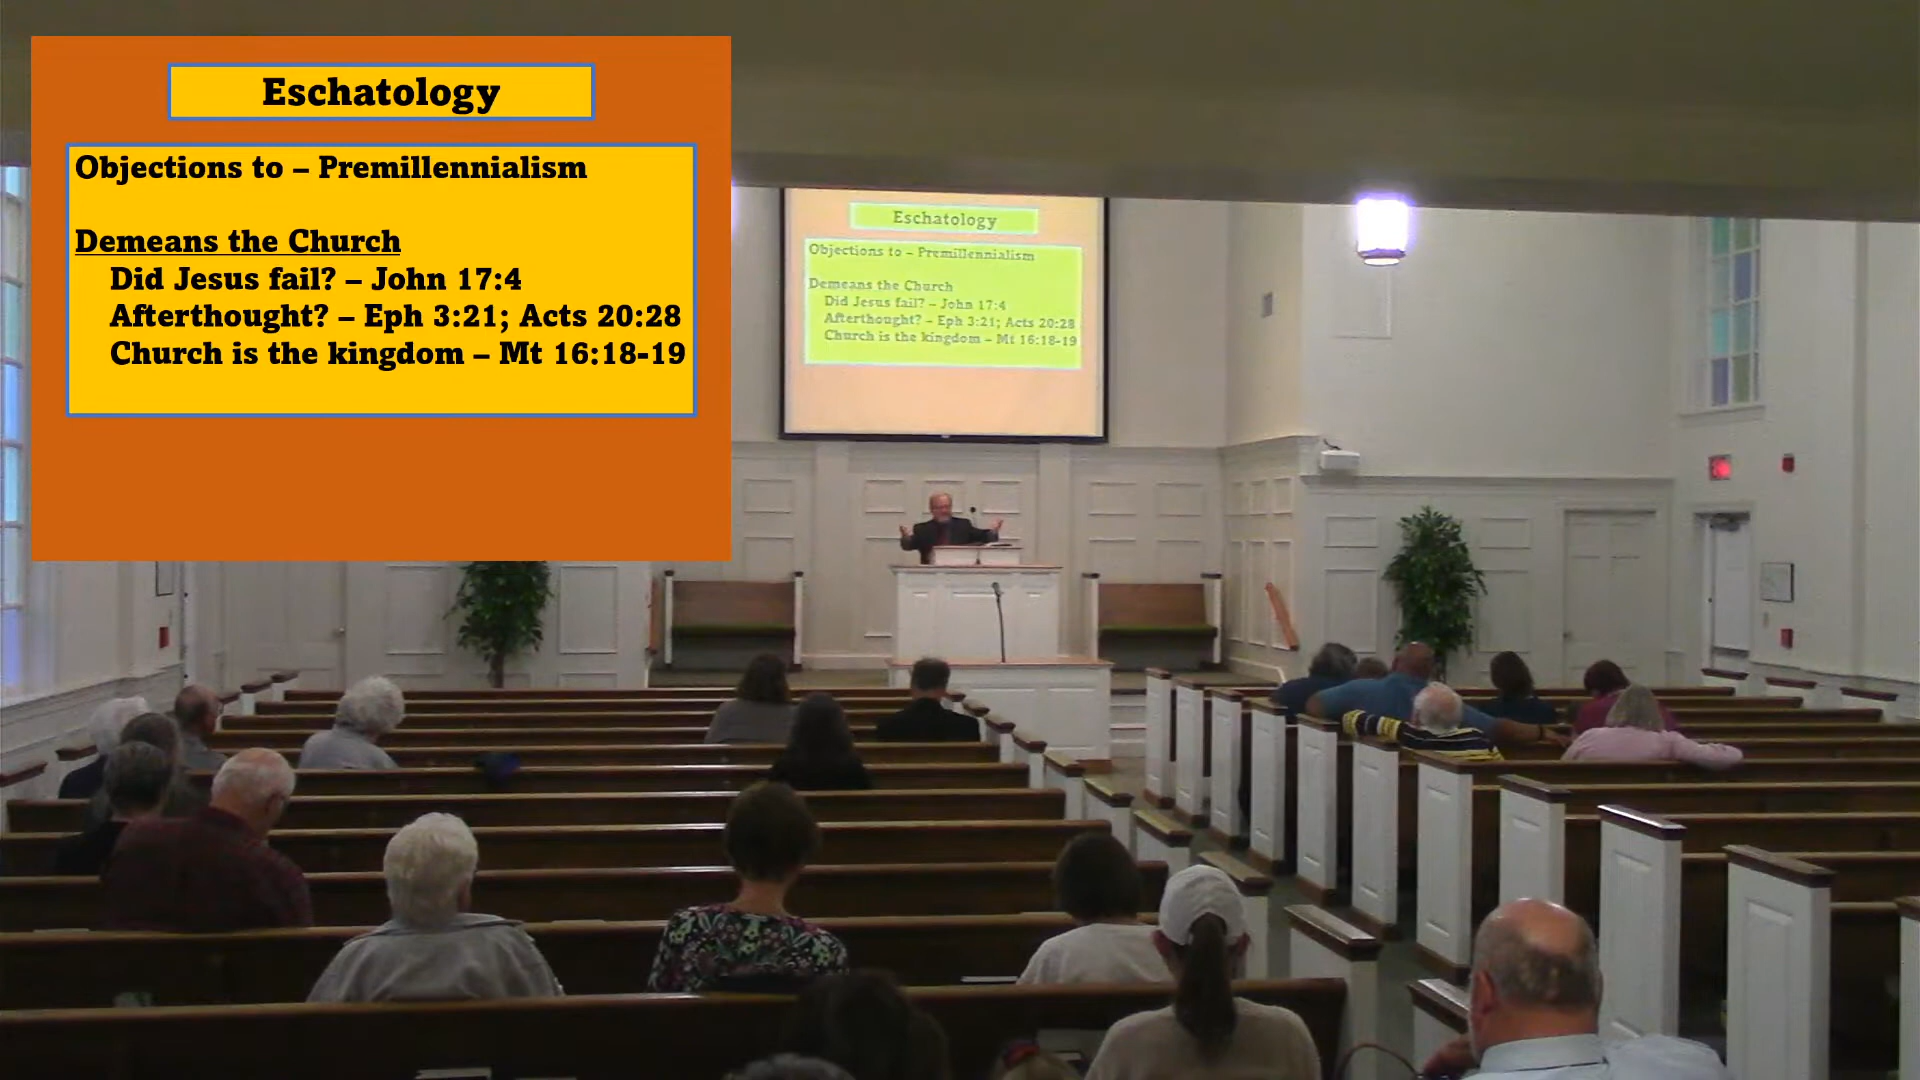 Eschatology
Objections to – Premillennialism
Demeans the Church
Did Jesus fail? – John 17:4
Afterthought? – Eph 3:21; Acts 20:28
Church is the kingdom – Mt 16:18-19
Eschatology
Objections to – Premillennialism
Demeans the Church
Did Jesus fail? – John 17:4
Afterthought? – Eph 3:21; Acts 20:28
Church is the kingdom – Mt 16:18-19